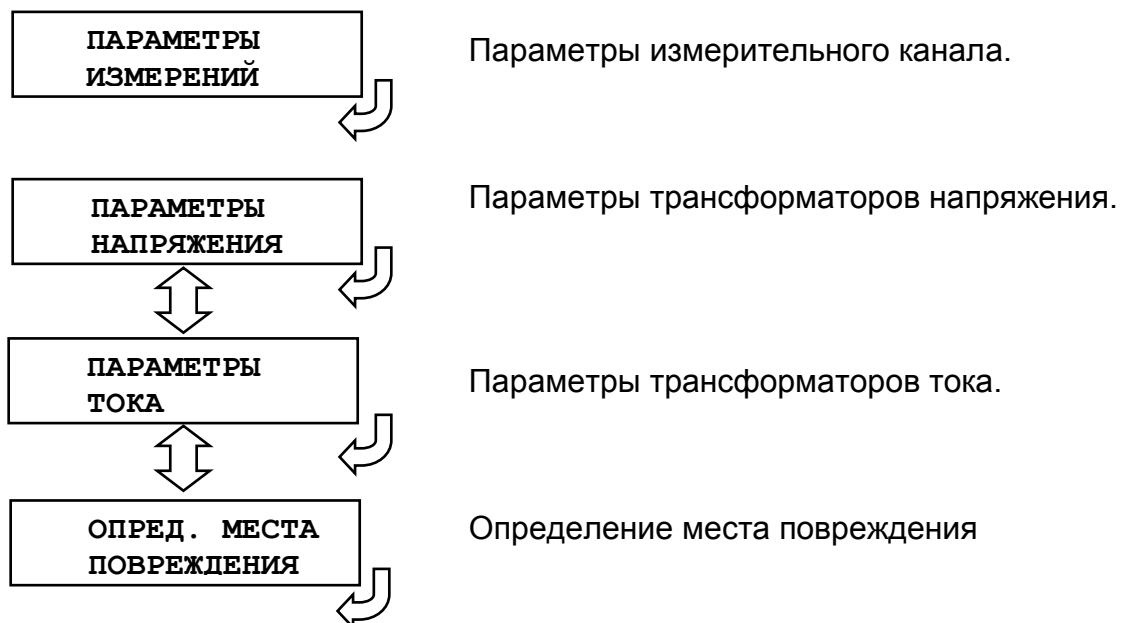 ПАРАМЕТРЫ
ИЗМЕРЕНИЙ
Параметры измерительного канала.
ПАРАМЕТРЫ
НАПРЯЖЕНИЯ
Параметры трансформаторов напряжения.
ПАРАМЕТРЫ
ТОКА
Параметры трансформаторов тока.
ОПРЕД. МЕСТА
ПОВРЕЖДЕНИЯ
Определение места повреждения